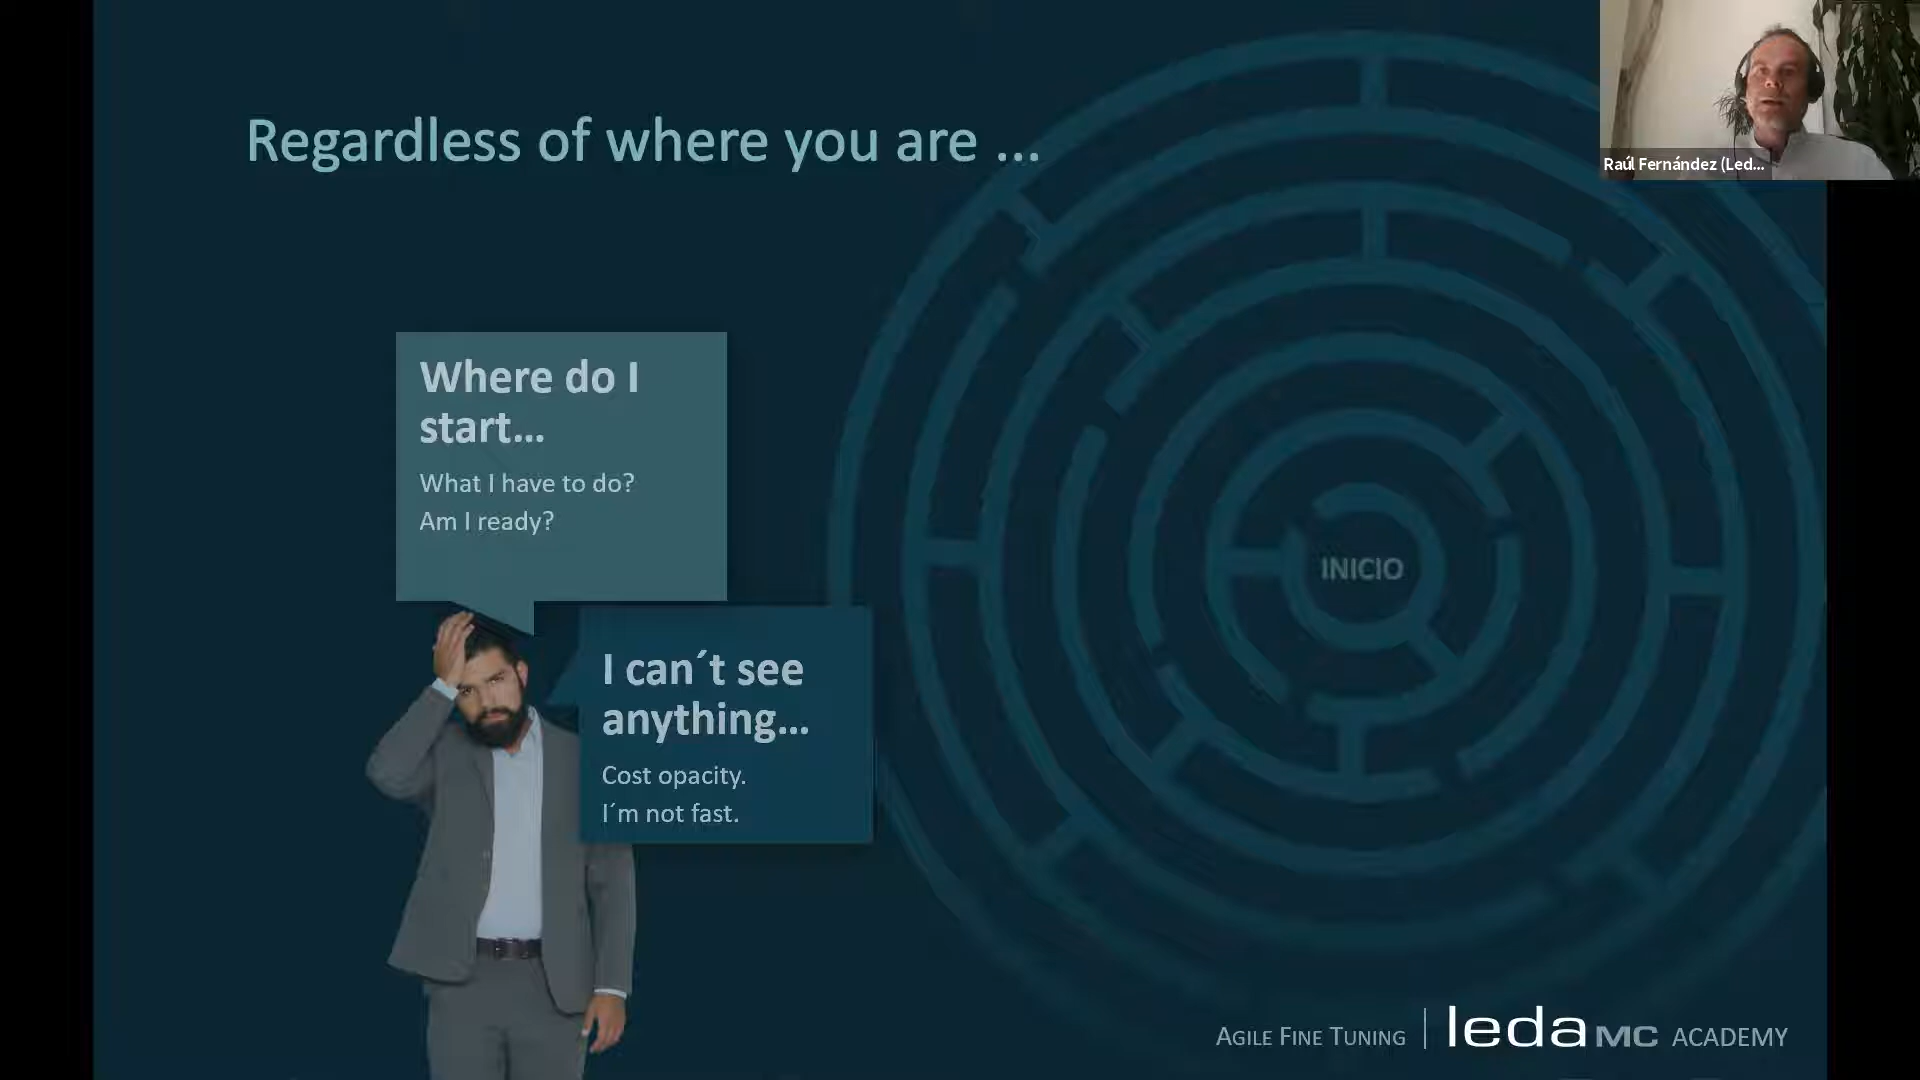 Regardless of where you are ...
Raúl Fernández (Led...
Where do I
start...
What I have to do?
Am I ready?
INICIO
I can´t see
anything...
Cost opacity.
I´m not fast.
AGILE FINE TUNING
leda MC ACADEMY